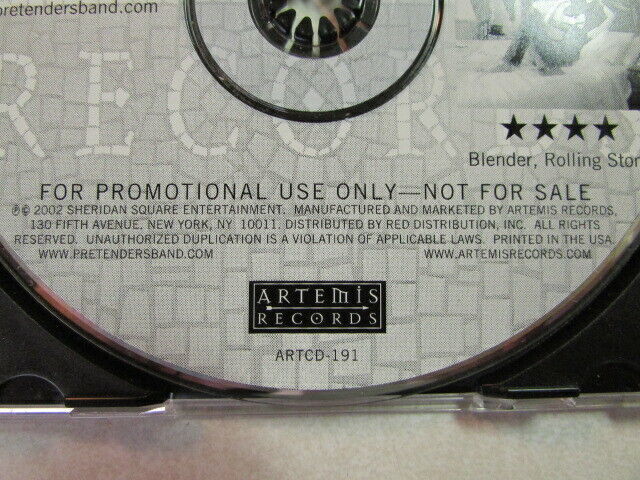 pretendersband.com
RECORDS
Blender, Rolling Ston
FOR PROMOTIONAL USE ONLY—NOT FOR SALE
℗© 2002 SHERIDAN SQUARE ENTERTAINMENT. MANUFACTURED AND MARKETED BY ARTEMIS RECORDS,
130 FIFTH AVENUE, NEW YORK, NY 10011. DISTRIBUTED BY RED DISTRIBUTION, INC. ALL RIGHTS
RESERVED. UNAUTHORIZED DUPLICATION IS A VIOLATION OF APPLICABLE LAWS. PRINTED IN THE USA.
WWW.PRETENDERSBAND.COM WWW.ARTEMISRECORDS.COM
ARTEMIS
RECORDS
ARTCD-191